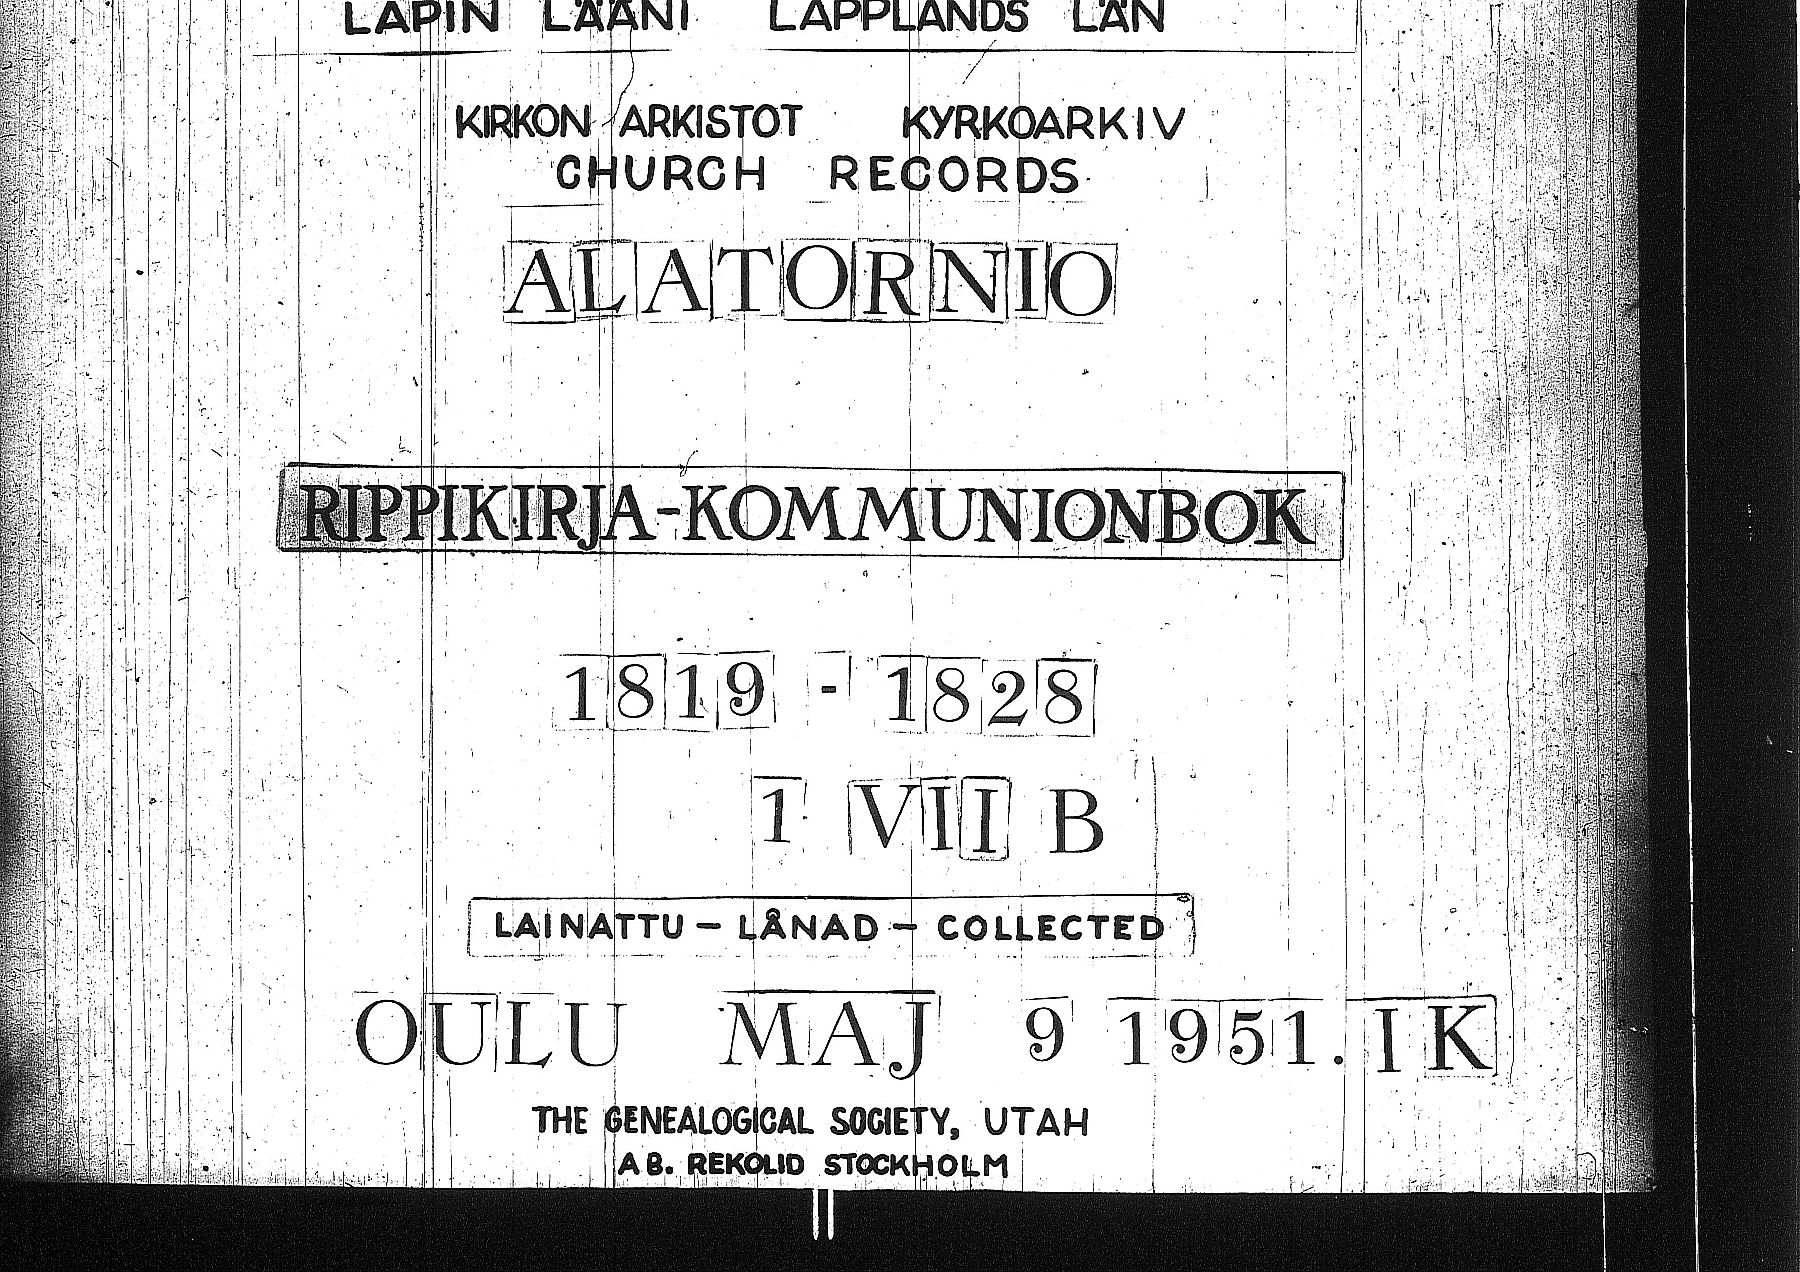 LAPIN LÄÄNI LAPPLANDS LÄN
KIRKON ARKISTOT KYRKOARKIV
CHURCH RECORDS
ALATORNIO
RIPPIKIRJA-KOMMUNIONBOK
1819 - 1828
1 VII B
LAINATTU - LÅNAD - COLLECTED
OULU MAJ 9 1951. IK
THE GENEALOGICAL SOCIETY, UTAH
AB. REKOLID STOCKHOLM